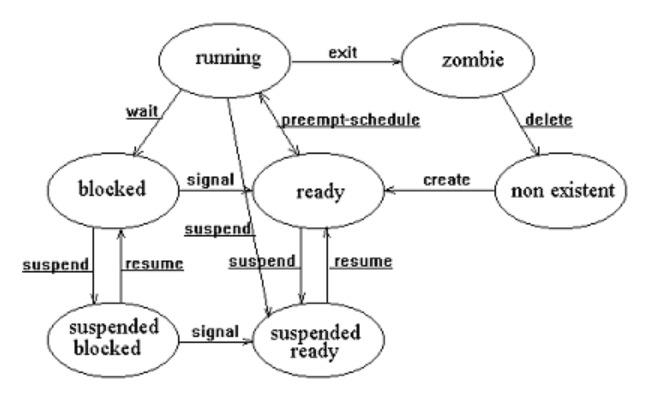 running
exit
zombie
wait
preempt-schedule
delete
blocked
signal
ready
create
non existent
suspend
suspend
resume
suspend
resume
suspended
blocked
signal
suspended
ready